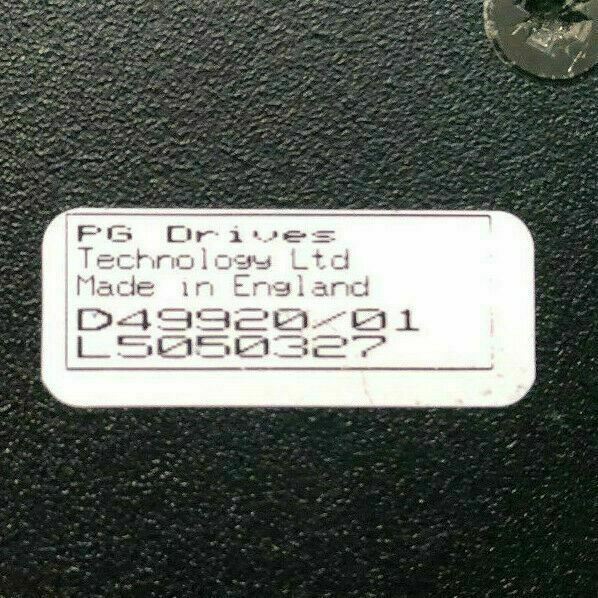 PG Drives
Technology Ltd
Made in England
D49920/01
L5050327